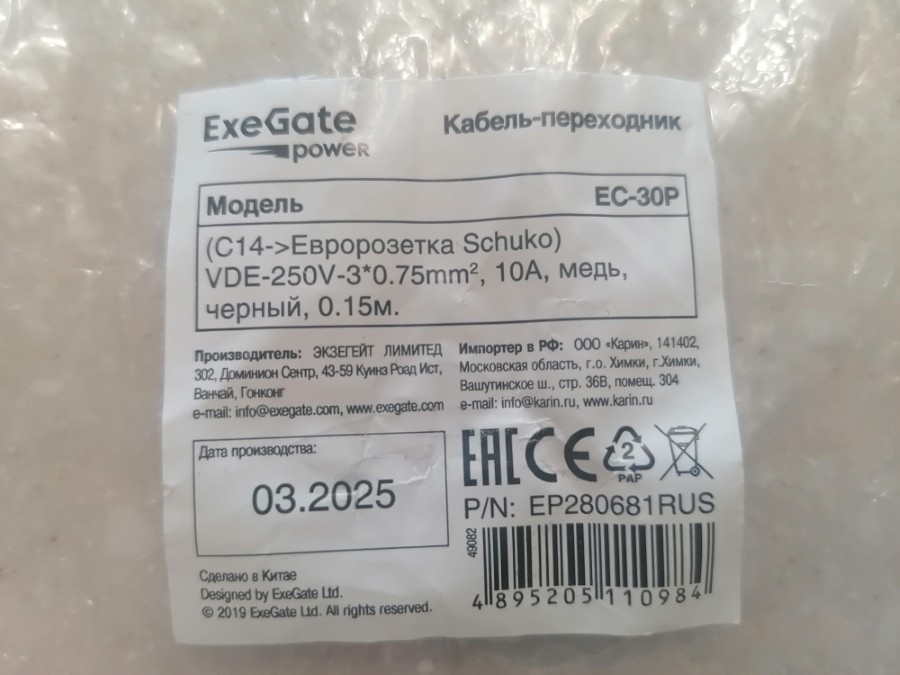 ExeGate
power
Кабель-переходник
Модель EC-30P
(C14->Евророзетка Schuko)
VDE-250V-3*0.75mm², 10A, медь,
черный, 0.15м.
Производитель: ЭКЗЕГЕЙТ ЛИМИТЕД
302, Доминион Сентр, 43-59 Куинз Роад Ист,
Ванчай, Гонконг
e-mail: info@exegate.com, www.exegate.com
Импортер в РФ: ООО «Карин», 141402,
Московская область, г.о. Химки, г.Химки,
Вашутинское ш., стр. 36В, помещ. 304
e-mail: info@karin.ru, www.karin.ru
Дата производства:
03.2025
EAC CE 2
PAP
P/N: EP280681RUS
49082
4 895205 110984
Сделано в Китае
Designed by ExeGate Ltd.
© 2019 ExeGate Ltd. All rights reserved.